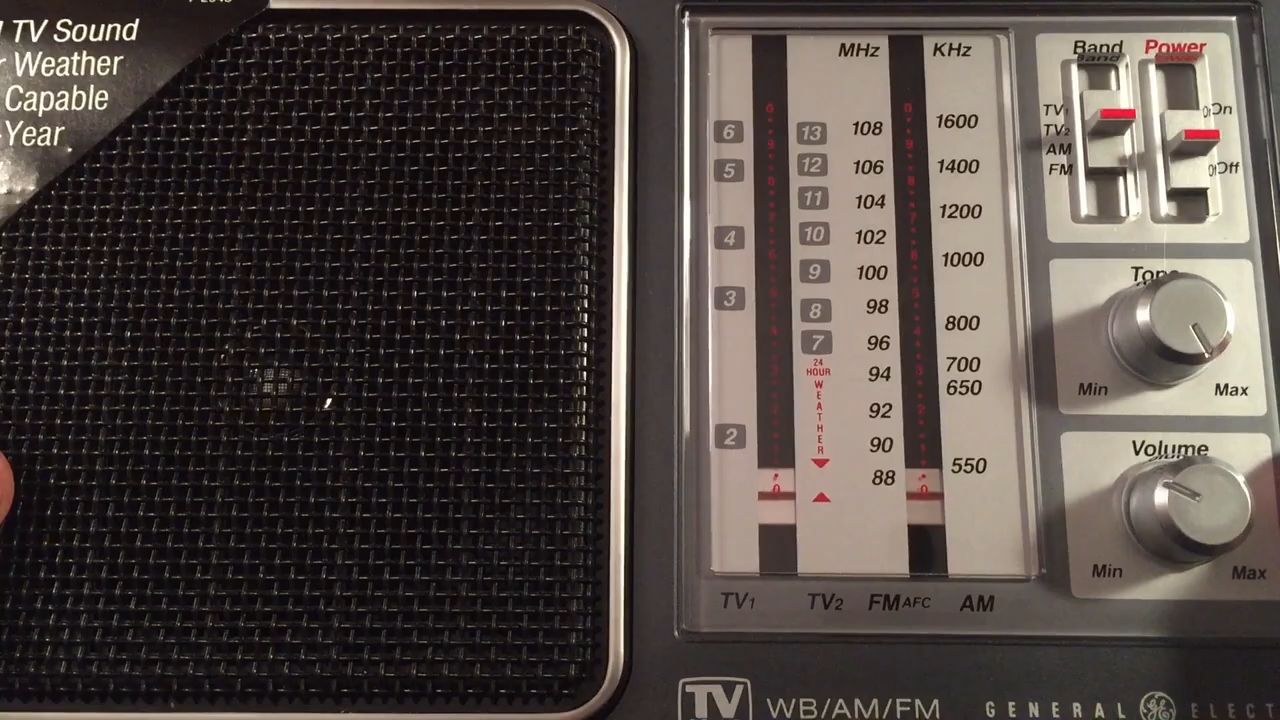 TV Sound
Weather
Capable
-Year
MHz
KHz
6
5
4
3
2
13
12
11
10
9
8
7
24
HOUR
WEATHER
108
106
104
102
100
98
96
94
92
90
88
1600
1400
1200
1000
800
700
650
550
TV1
TV2
FM AFC
AM
Band
Power
TV1
TV2
AM
FM
On
Off
Tone
Min
Max
Volume
Min
Max
TV
WB/AM/FM
GENERAL GE ELECT